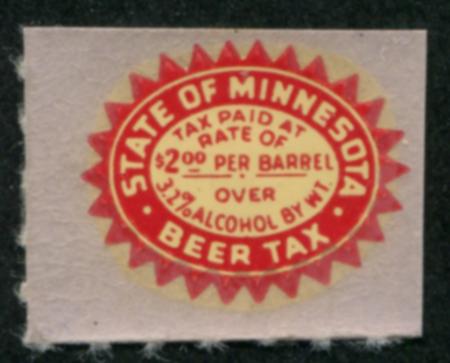 STATE OF MINNESOTA
TAX PAID AT
RATE OF
$2.00 PER BARREL
OVER
3.2% ALCOHOL BY WT.
• BEER TAX •